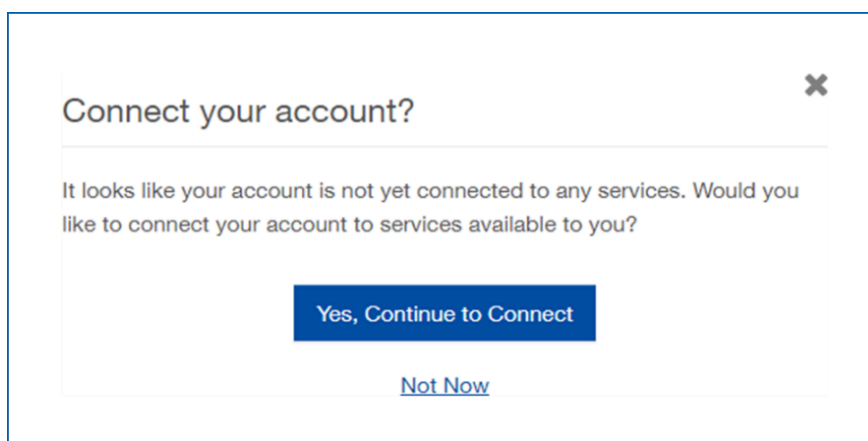 Connect your account?
It looks like your account is not yet connected to any services. Would you
like to connect your account to services available to you?
Yes, Continue to Connect
Not Now